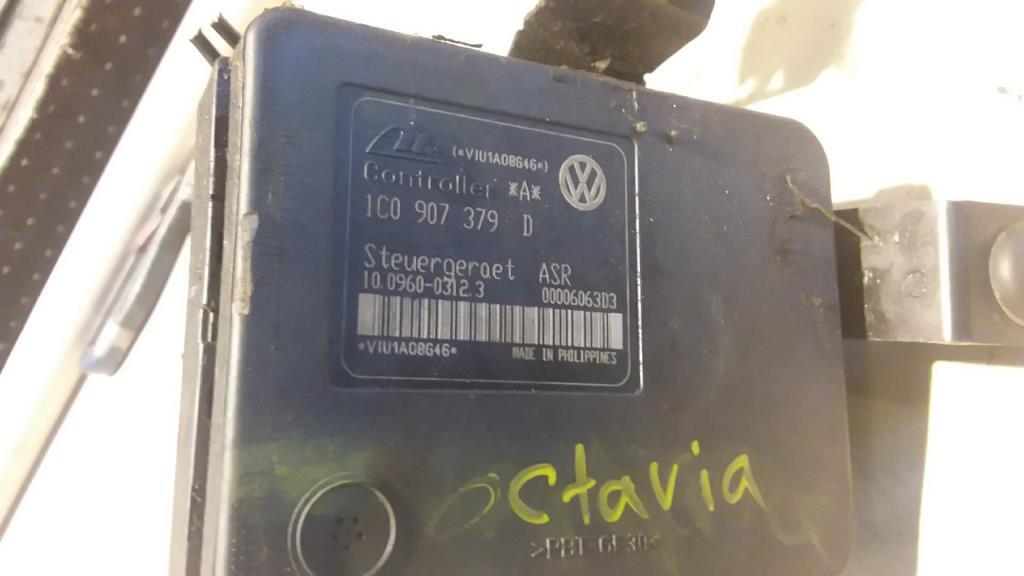 Ate (*VIU1A08646*)
Controller *A*
1C0 907 379 D
Steuergeraet ASR
10.0960-0312.3 00006063D3
*VIU1A08646*
MADE IN PHILIPPINES
octavia
>PBT-GF30<